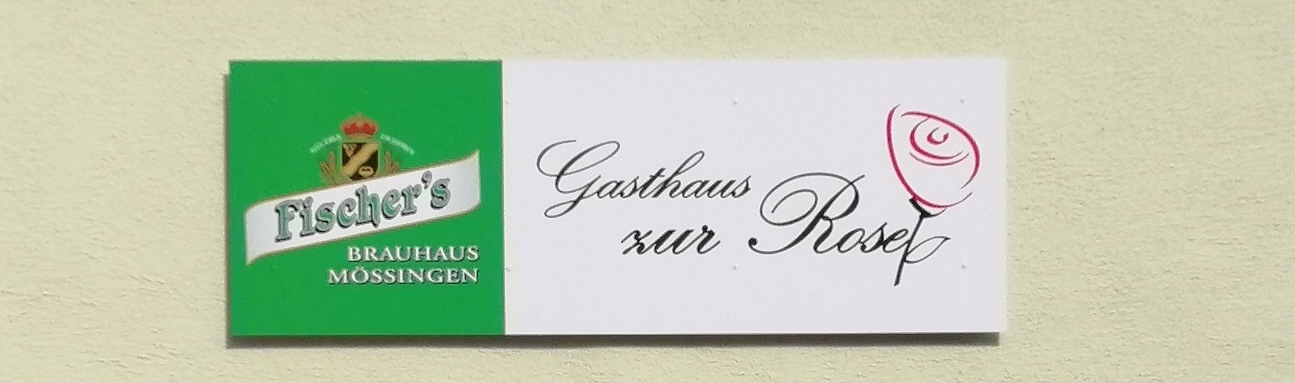 Fischer's
BRAUHAUS
MÖSSINGEN
Gasthaus
zur Rose